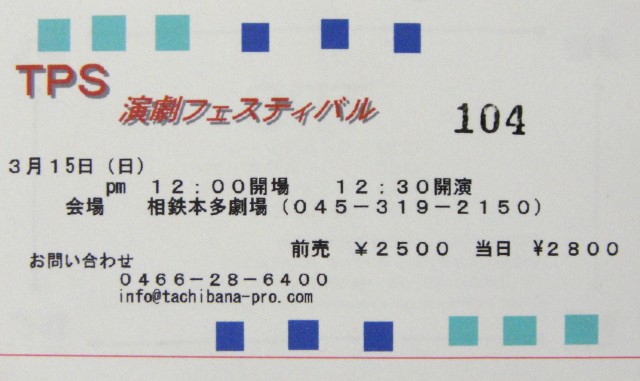 TPS
演劇フェスティバル
104
3月15日(日)
pm 12:00開場 12:30開演
会場 相鉄本多劇場(045-319-2150)
前売 ¥2500 当日 ¥2800
お問い合わせ
0466-28-6400
info@tachibana-pro.com